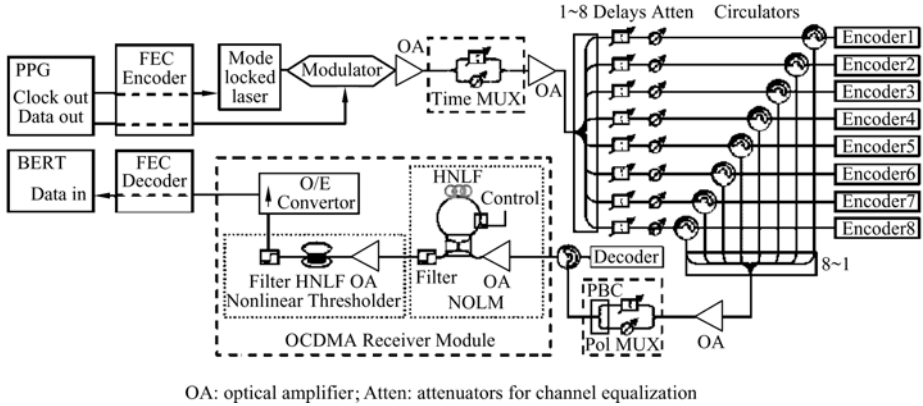 1~8 Delays Atten
Circulators
PPG
Clock out
Data out
FEC
Encoder
Mode
locked
laser
Modulator
OA
Time MUX
OA
Encoder1
Encoder2
Encoder3
Encoder4
Encoder5
Encoder6
Encoder7
Encoder8
8~1
BERT
Data in
FEC
Decoder
O/E
Convertor
HNLF
Control
Filter HNLF OA
Nonlinear Thresholder
Filter
OA
NOLM
OCDMA Receiver Module
Decoder
PBC
Pol MUX
OA
OA: optical amplifier; Atten: attenuators for channel equalization